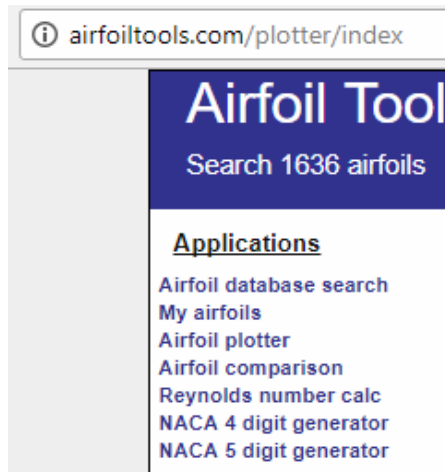 airfoiltools.com/plotter/index
Airfoil Tool
Search 1636 airfoils
Applications
Airfoil database search
My airfoils
Airfoil plotter
Airfoil comparison
Reynolds number calc
NACA 4 digit generator
NACA 5 digit generator